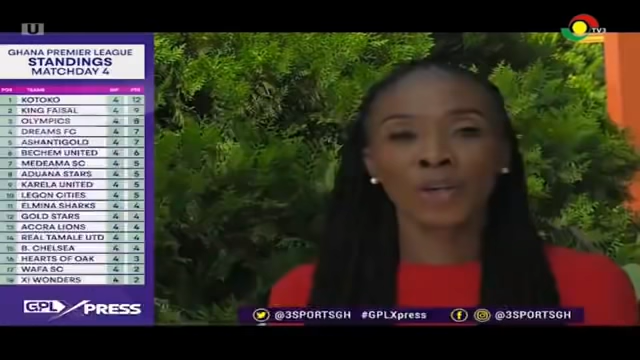 U
TV3
GHANA PREMIER LEAGUE
STANDINGS
MATCHDAY 4
POS TEAMS MP PTS
1 KOTOKO 4 12
2 KING FAISAL 4 9
3 OLYMPICS 4 8
4 DREAMS FC 4 7
5 ASHANTIGOLD 4 7
6 BECHEM UNITED 4 6
7 MEDEAMA SC 4 5
8 ADUANA STARS 4 5
9 KARELA UNITED 4 5
10 LEGON CITIES 4 5
11 ELMINA SHARKS 4 4
12 GOLD STARS 4 4
13 ACCRA LIONS 4 4
14 REAL TAMALE UTD 4 4
15 B. CHELSEA 4 4
16 HEARTS OF OAK 4 3
17 WAFA SC 4 2
18 XI WONDERS 4 2
GPL XPRESS
@3SPORTSGH #GPLXpress @3SPORTSGH